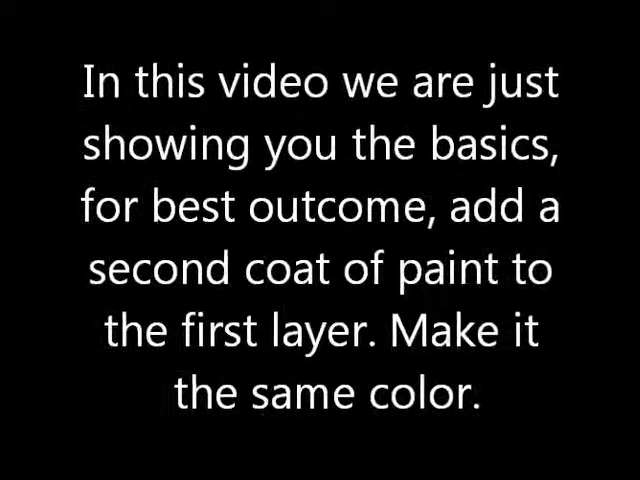 In this video we are just
showing you the basics,
for best outcome, add a
second coat of paint to
the first layer. Make it
the same color.